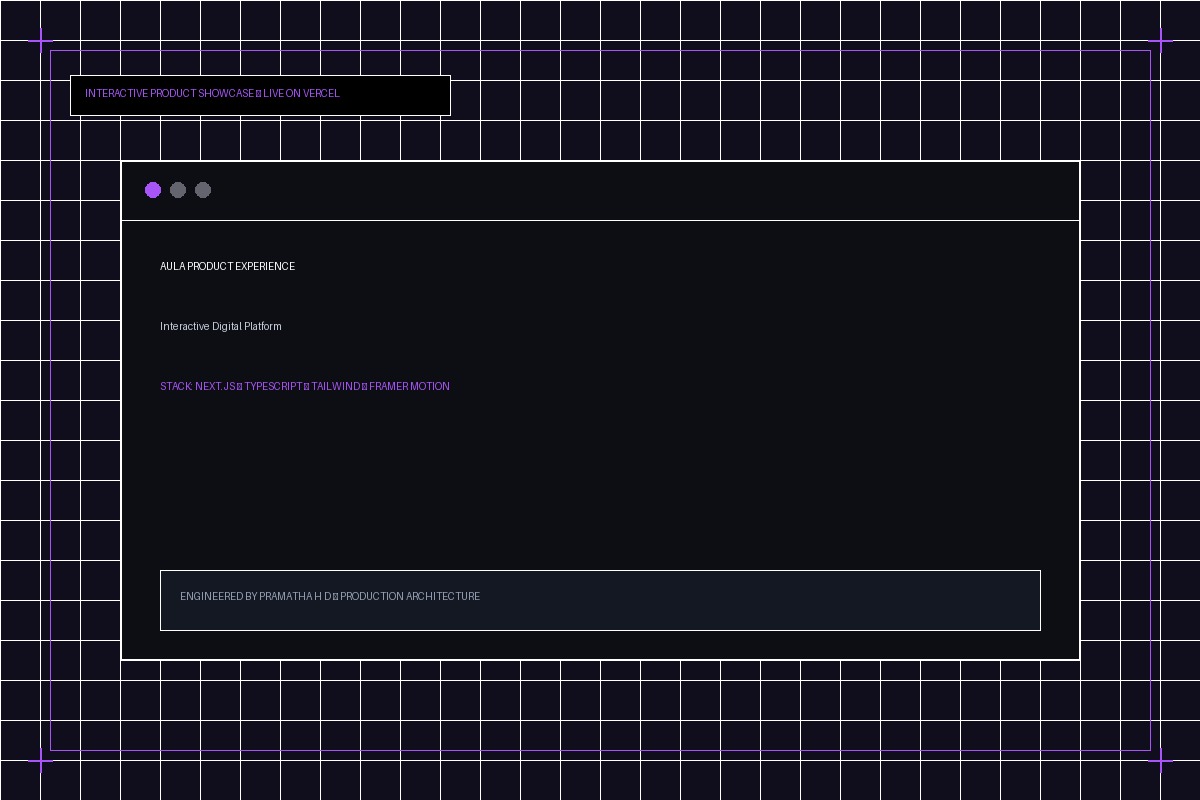 INTERACTIVE PRODUCT SHOWCASE ▯ LIVE ON VERCEL
AULA PRODUCT EXPERIENCE
Interactive Digital Platform
STACK: NEXT.JS ▯ TYPESCRIPT ▯ TAILWIND ▯ FRAMER MOTION
ENGINEERED BY PRAMATHA H D ▯ PRODUCTION ARCHITECTURE